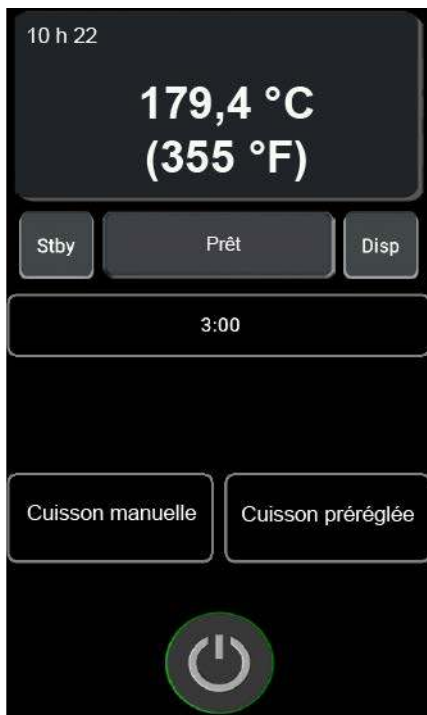 10 h 22
179,4 °C
(355 °F)
Stby
Prêt
Disp
3:00
Cuisson manuelle
Cuisson préréglée